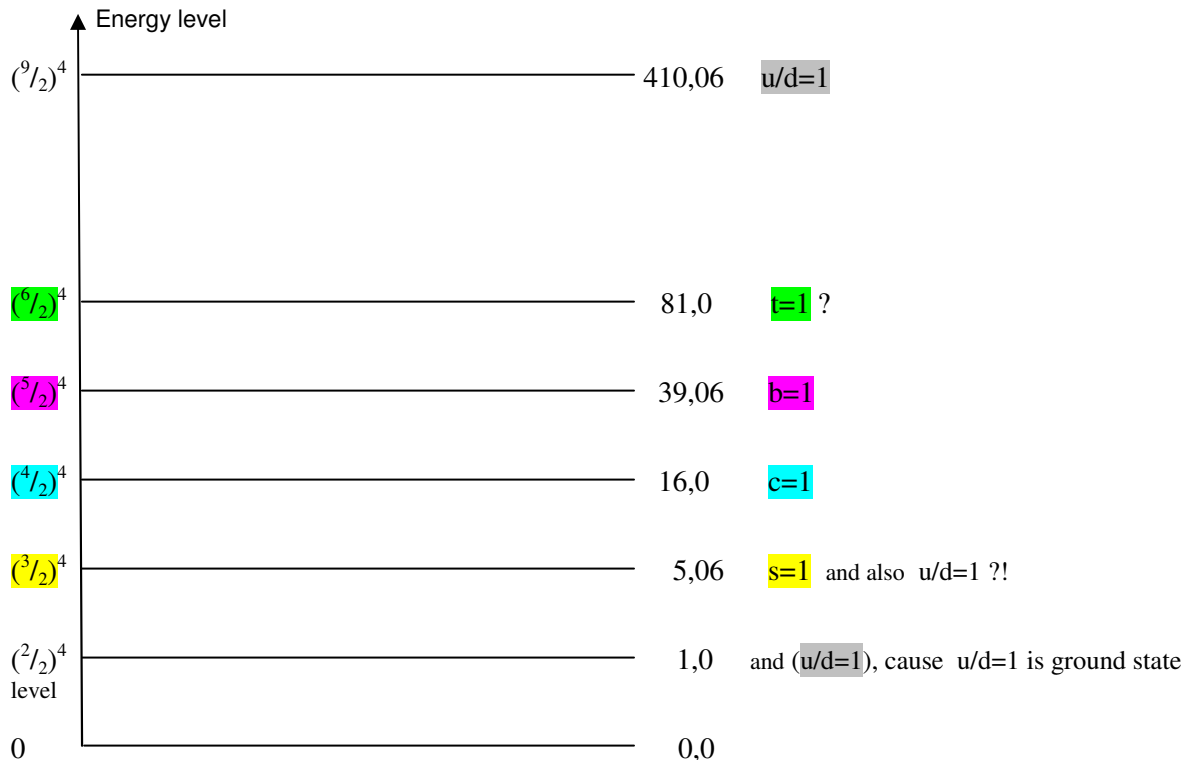 Energy level
(9/2)4 410,06 u/d=1
(6/2)4 81,0 t=1 ?
(5/2)4 39,06 b=1
(4/2)4 16,0 c=1
(3/2)4 5,06 s=1 and also u/d=1 ?!
(2/2)4 1,0 and (u/d=1), cause u/d=1 is ground state
level
0 0,0